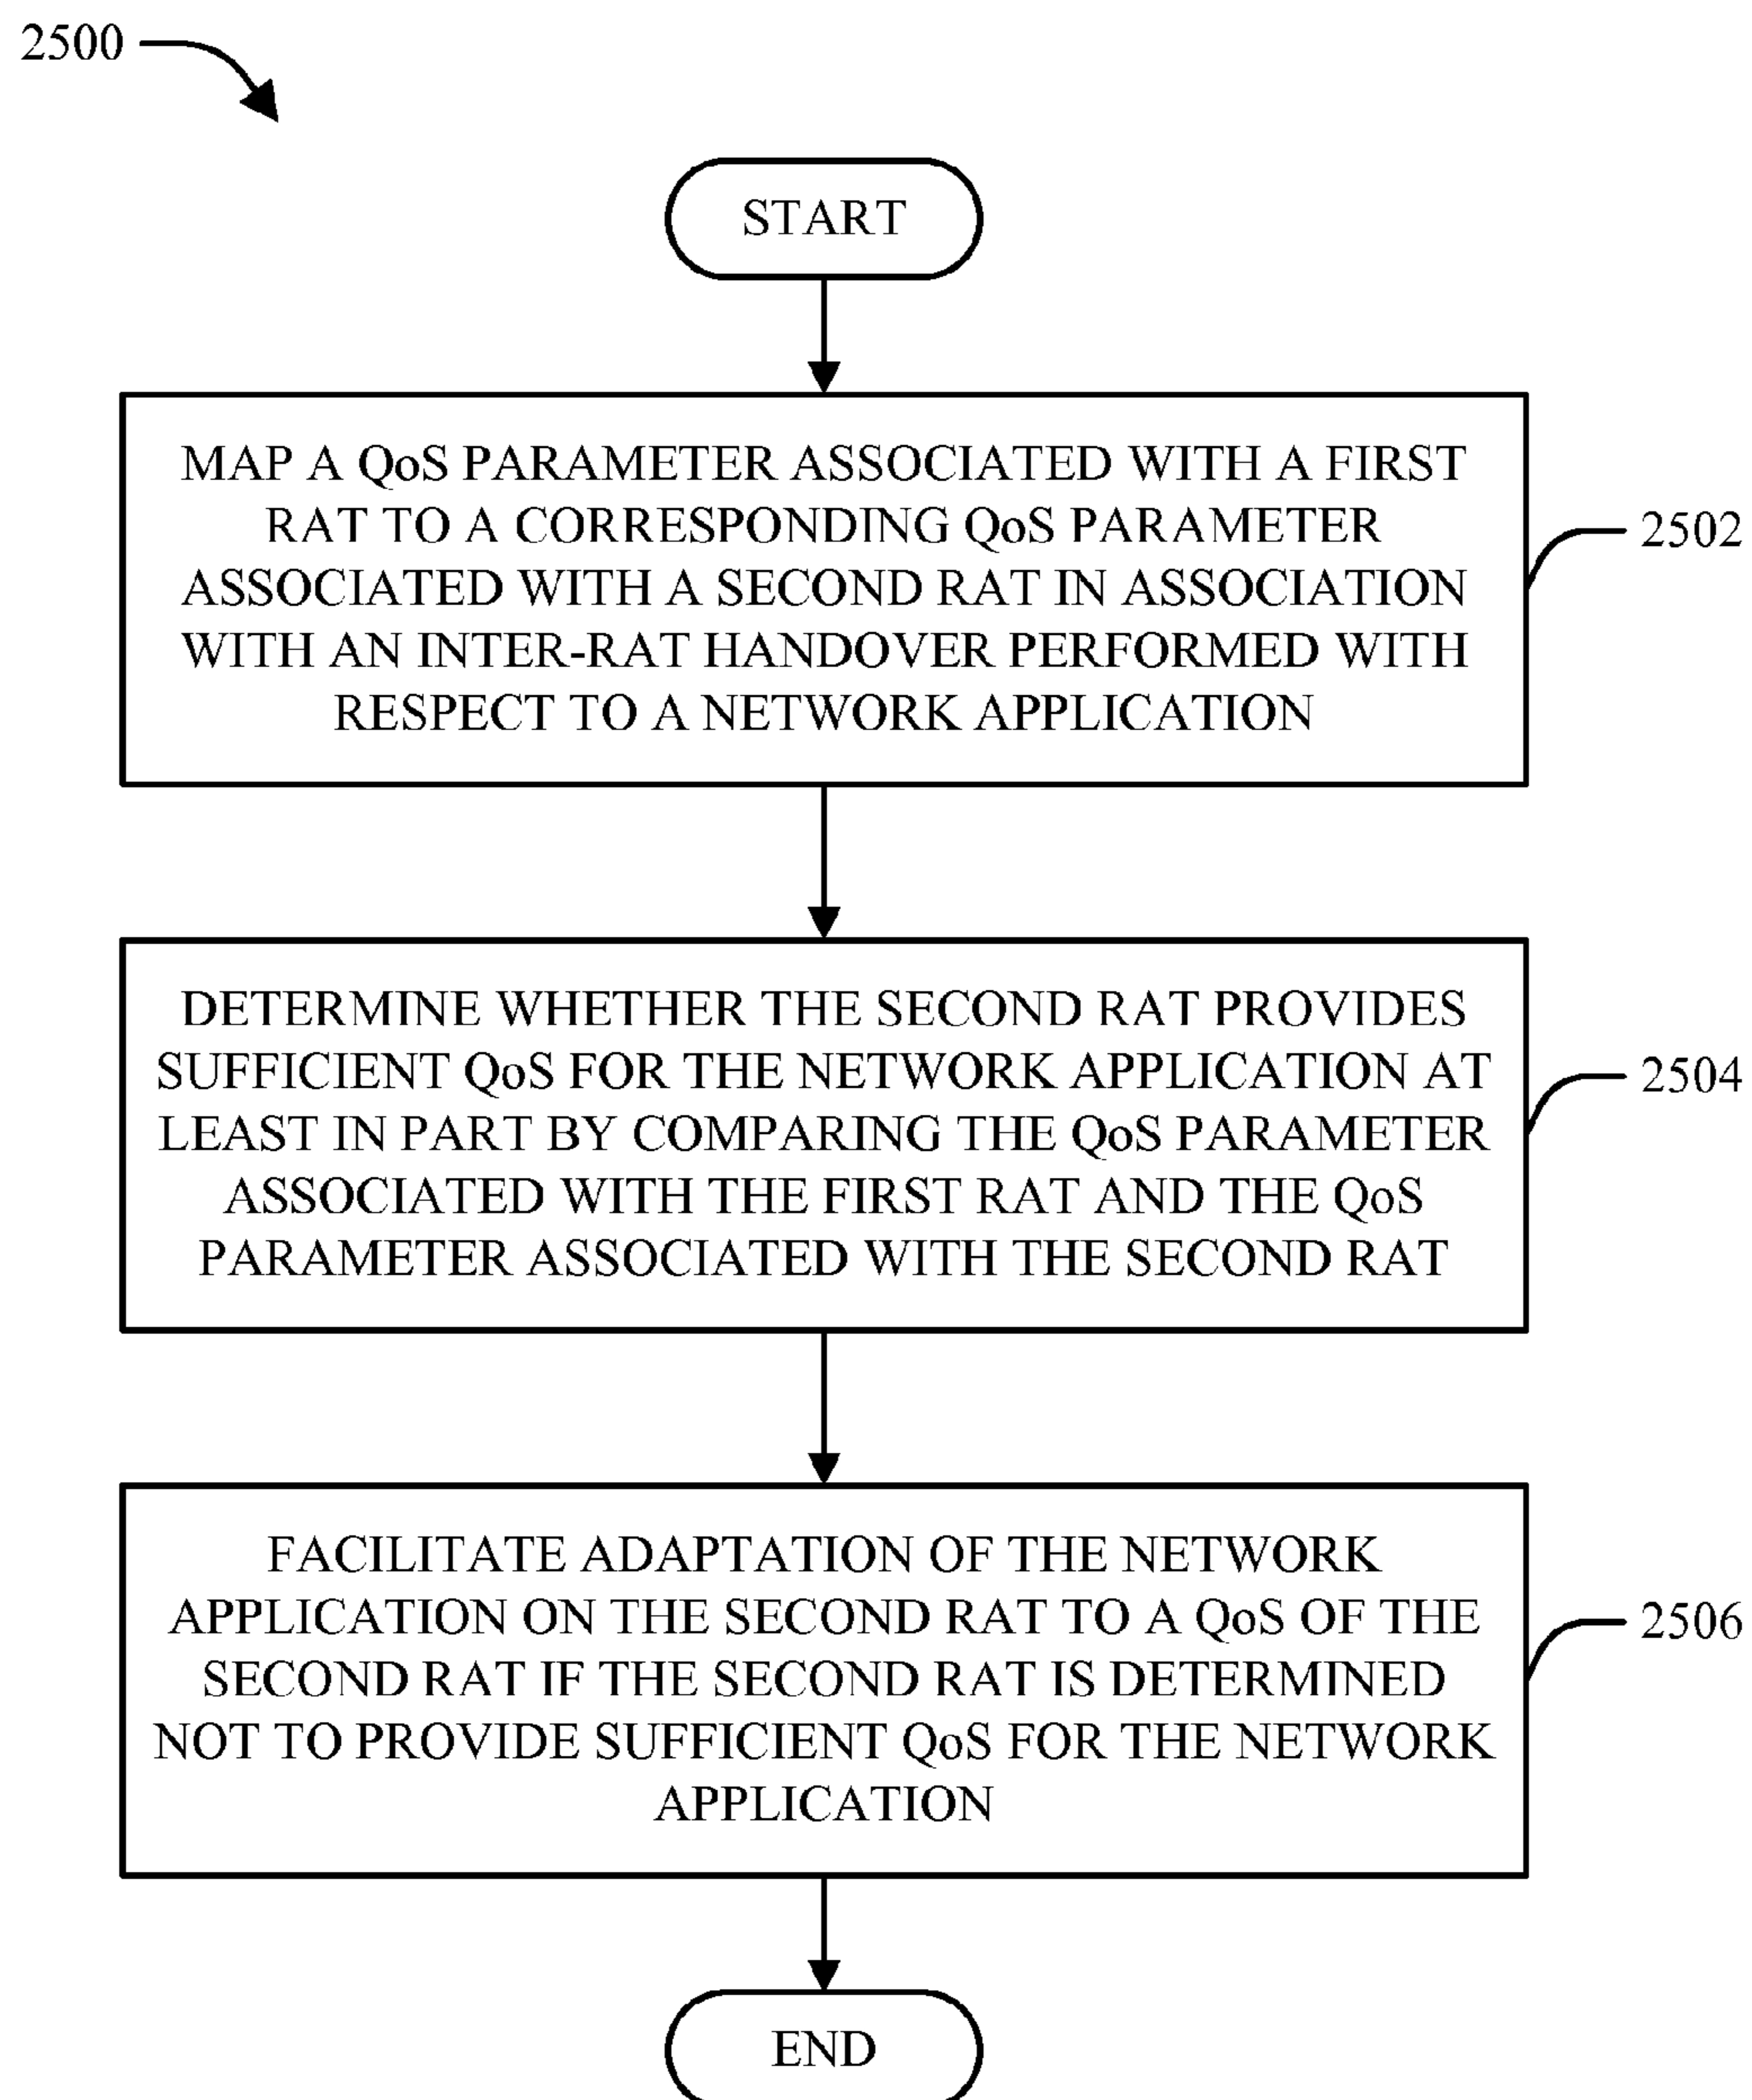 2500
START
MAP A QoS PARAMETER ASSOCIATED WITH A FIRST
RAT TO A CORRESPONDING QoS PARAMETER
ASSOCIATED WITH A SECOND RAT IN ASSOCIATION
WITH AN INTER-RAT HANDOVER PERFORMED WITH
RESPECT TO A NETWORK APPLICATION
2502
DETERMINE WHETHER THE SECOND RAT PROVIDES
SUFFICIENT QoS FOR THE NETWORK APPLICATION AT
LEAST IN PART BY COMPARING THE QoS PARAMETER
ASSOCIATED WITH THE FIRST RAT AND THE QoS
PARAMETER ASSOCIATED WITH THE SECOND RAT
2504
FACILITATE ADAPTATION OF THE NETWORK
APPLICATION ON THE SECOND RAT TO A QoS OF THE
SECOND RAT IF THE SECOND RAT IS DETERMINED
NOT TO PROVIDE SUFFICIENT QoS FOR THE NETWORK
APPLICATION
2506
END